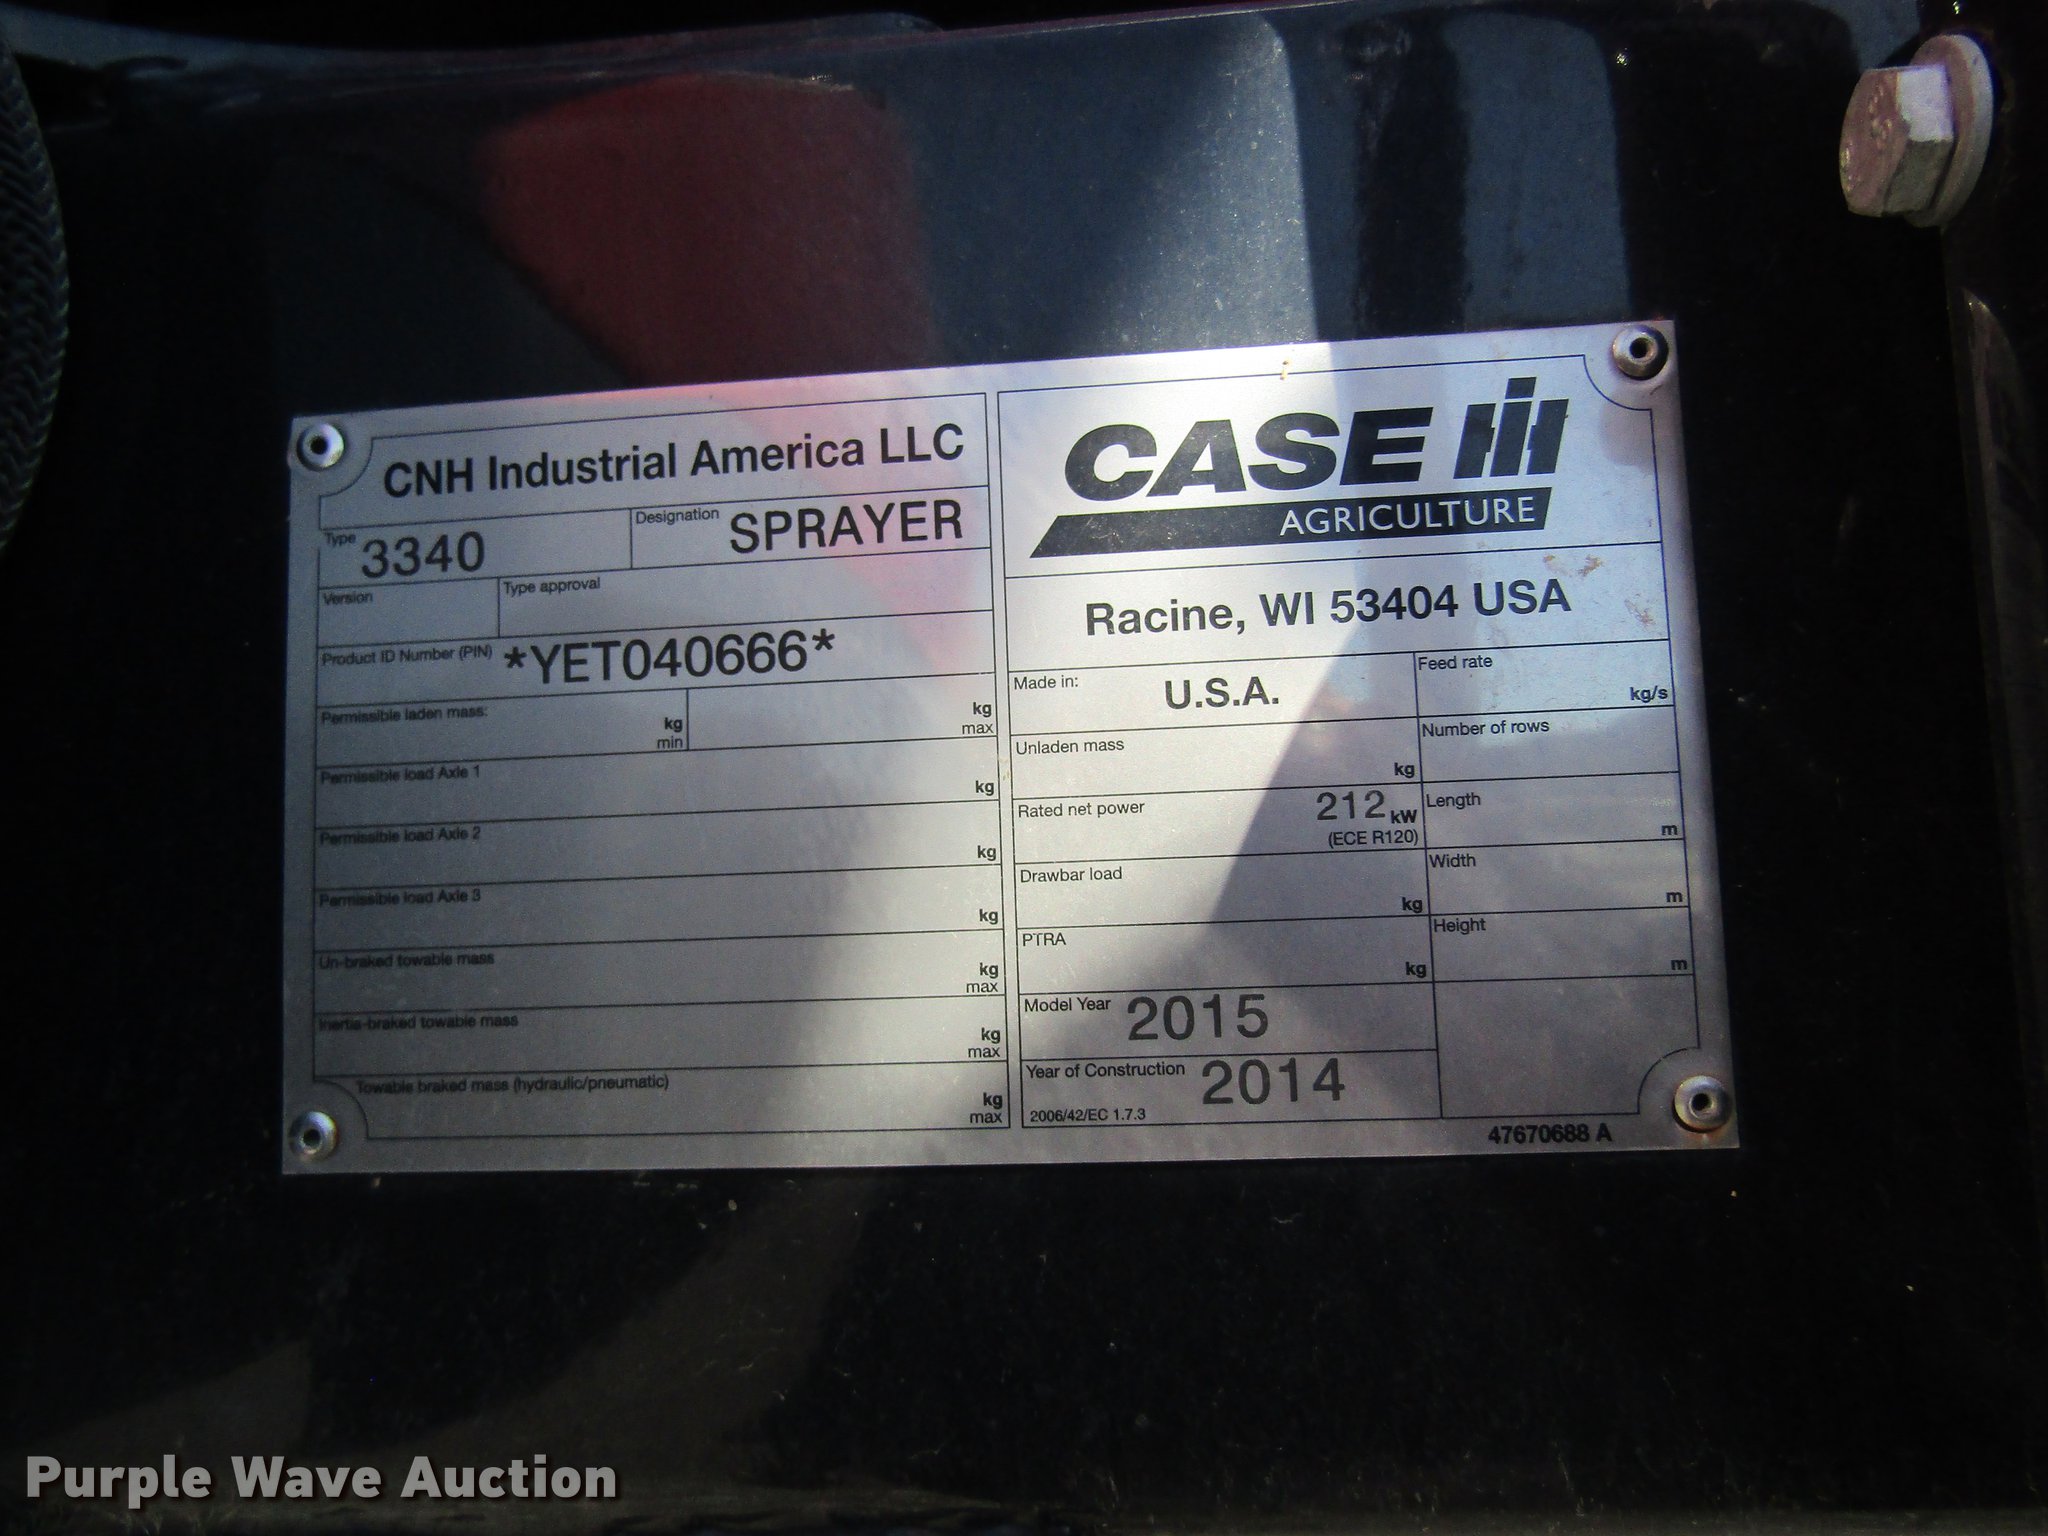 CNH Industrial America LLC
Type 3340
Designation SPRAYER
Version
Type approval
Product ID Number (PIN) *YET040666*
Permissible laden mass: kg min
kg max
Permissible load Axle 1 kg
Permissible load Axle 2 kg
Permissible load Axle 3 kg
Un-braked towable mass kg max
Inertia-braked towable mass kg max
Towable braked mass (hydraulic/pneumatic) kg max
CASE IH
AGRICULTURE
Racine, WI 53404 USA
Made in: U.S.A.
Feed rate kg/s
Unladen mass kg
Number of rows
Rated net power 212 kW
(ECE R120)
Length m
Drawbar load kg
Width m
PTRA kg
Height m
Model Year 2015
Year of Construction 2014
2006/42/EC 1.7.3
47670688 A
Purple Wave Auction